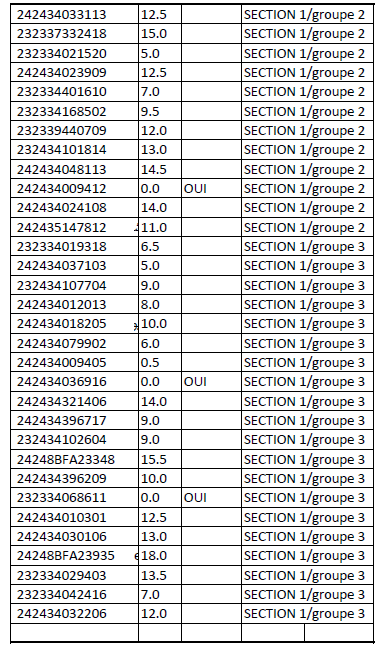 242434033113 12.5 SECTION 1/groupe 2
232337332418 15.0 SECTION 1/groupe 2
232334021520 5.0 SECTION 1/groupe 2
242434023909 12.5 SECTION 1/groupe 2
232334401610 7.0 SECTION 1/groupe 2
232334168502 9.5 SECTION 1/groupe 2
232339440709 12.0 SECTION 1/groupe 2
232434101814 13.0 SECTION 1/groupe 2
242434048113 14.5 SECTION 1/groupe 2
242434009412 0.0 OUI SECTION 1/groupe 2
242434024108 14.0 SECTION 1/groupe 2
242435147812 11.0 SECTION 1/groupe 2
232334019318 6.5 SECTION 1/groupe 3
242434037103 5.0 SECTION 1/groupe 3
232434107704 9.0 SECTION 1/groupe 3
242434012013 8.0 SECTION 1/groupe 3
242434018205 10.0 SECTION 1/groupe 3
242434079902 6.0 SECTION 1/groupe 3
242434009405 0.5 SECTION 1/groupe 3
242434036916 0.0 OUI SECTION 1/groupe 3
242434321406 14.0 SECTION 1/groupe 3
242434396717 9.0 SECTION 1/groupe 3
232434102604 9.0 SECTION 1/groupe 3
24248BFA23348 15.5 SECTION 1/groupe 3
242434396209 10.0 SECTION 1/groupe 3
232334068611 0.0 OUI SECTION 1/groupe 3
242434010301 12.5 SECTION 1/groupe 3
242434030106 13.0 SECTION 1/groupe 3
24248BFA23935 18.0 SECTION 1/groupe 3
232334029403 13.5 SECTION 1/groupe 3
232334042416 7.0 SECTION 1/groupe 3
242434032206 12.0 SECTION 1/groupe 3